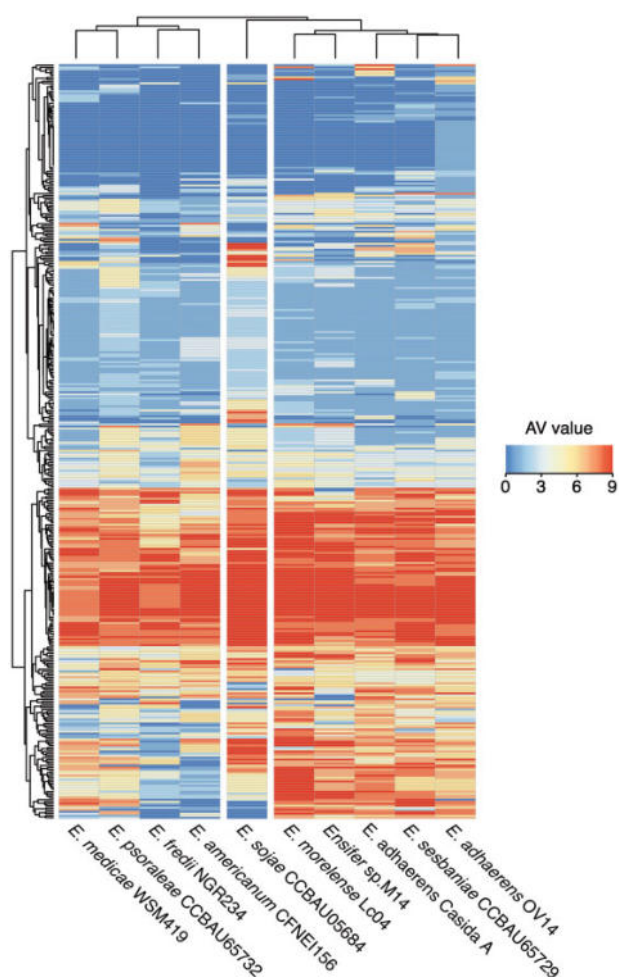 AV value
0 3 6 9
E. medicae WSM419
E. psoraleae CCBAU65732
E. fredii NGR234
E. americanum CFNEI156
E. sojae CCBAU05684
E. morelense Lc04
Ensifer sp.M14
E. adhaerens Casida A
E. sesbaniae CCBAU65729
E. adhaerens OV14